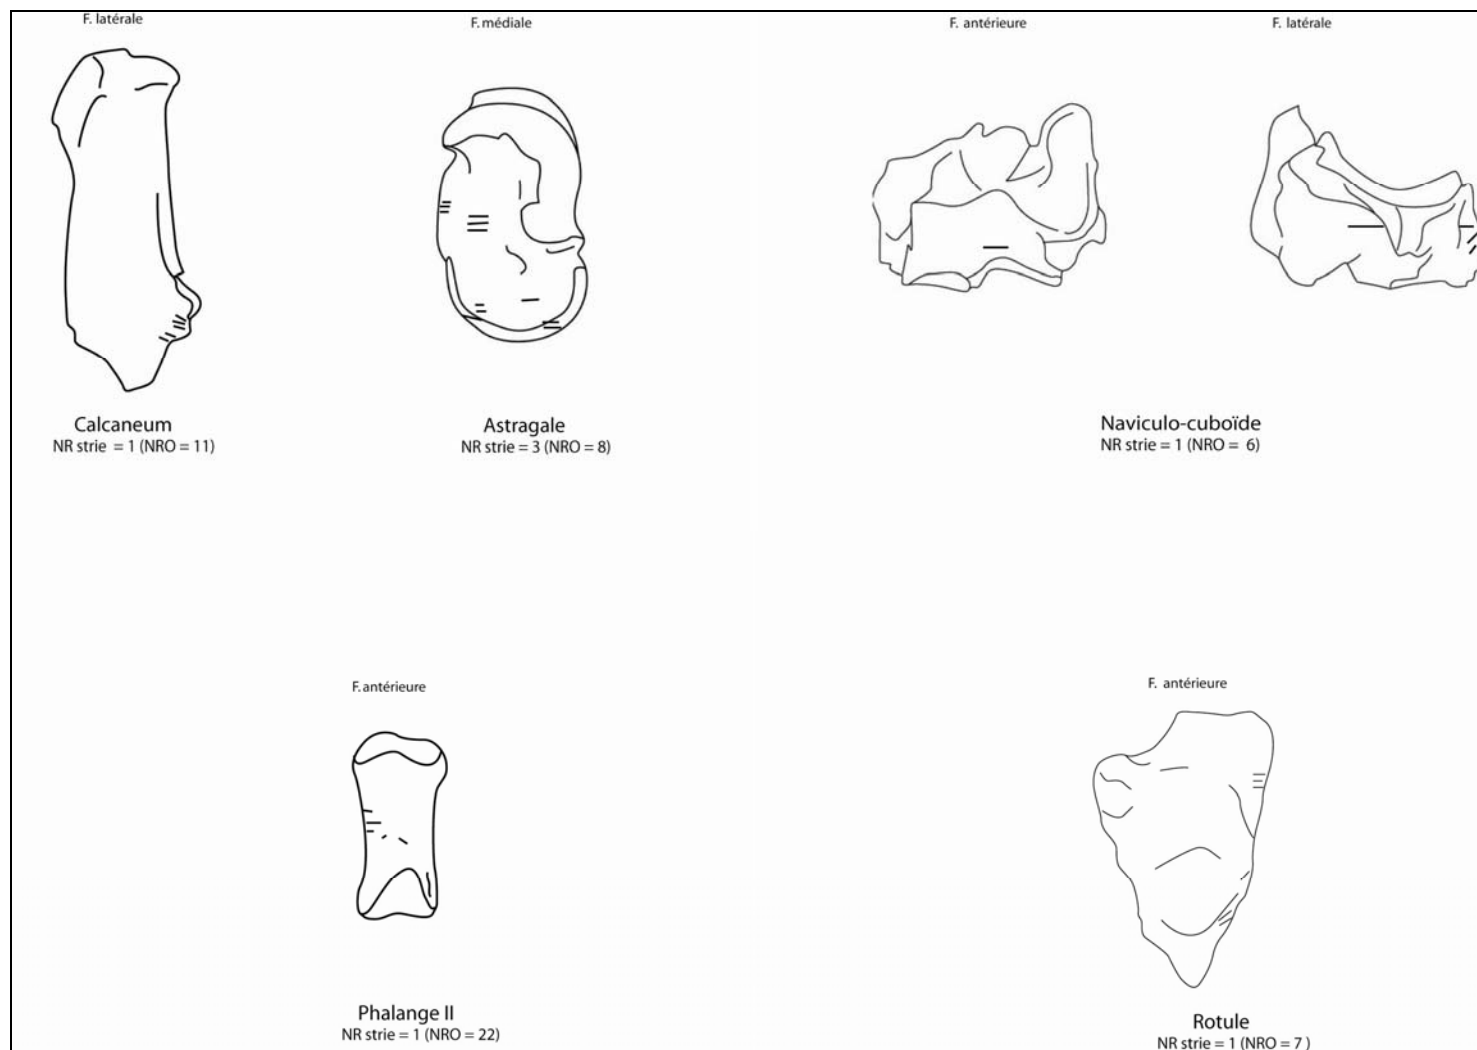 F. latérale
F. médiale
F. antérieure
F. latérale
Calcaneum
NR strie = 1 (NRO = 11)
Astragale
NR strie = 3 (NRO = 8)
Naviculo-cuboïde
NR strie = 1 (NRO = 6)
F. antérieure
F. antérieure
Phalange II
NR strie = 1 (NRO = 22)
Rotule
NR strie = 1 (NRO = 7 )